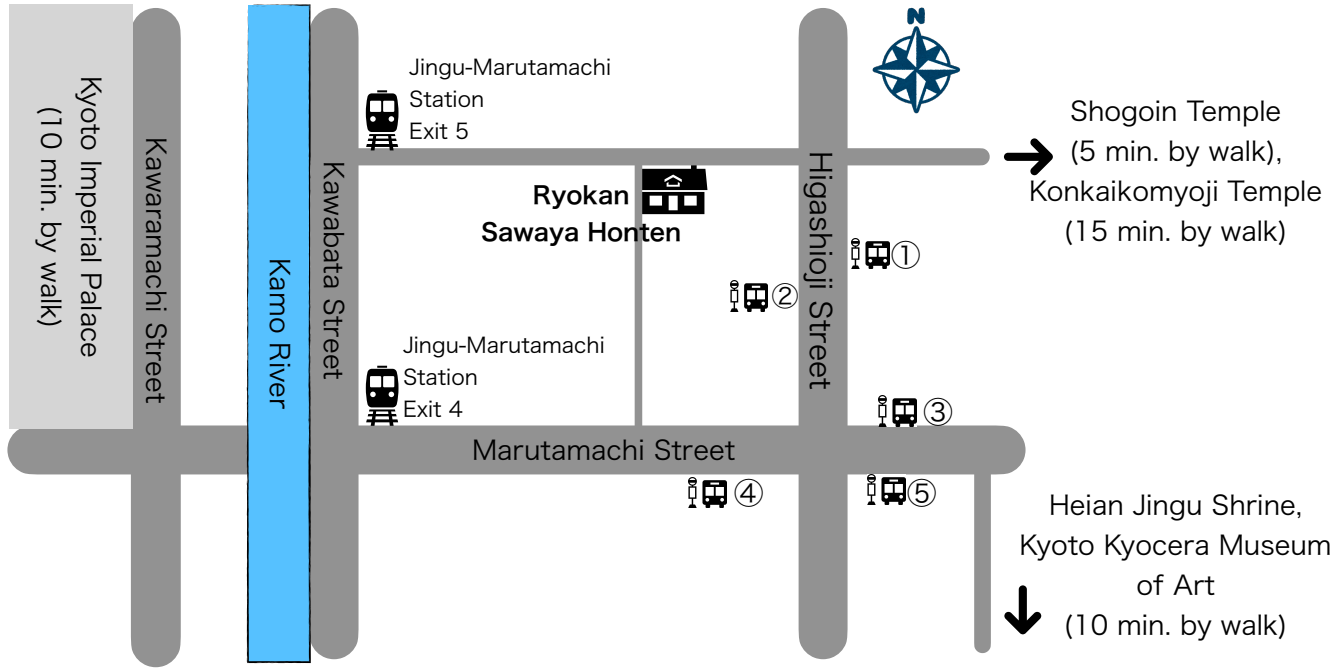 Kyoto Imperial Palace
(10 min. by walk)
Kawaramachi Street
Kamo River
Kawabata Street
Jingu-Marutamachi
Station
Exit 5
Ryokan
Sawaya Honten
Jingu-Marutamachi
Station
Exit 4
Marutamachi Street
Higashioji Street
N
Shogoin Temple
(5 min. by walk),
Konkaikomyoji Temple
(15 min. by walk)
①
②
③
④
⑤
Heian Jingu Shrine,
Kyoto Kyocera Museum
of Art
(10 min. by walk)